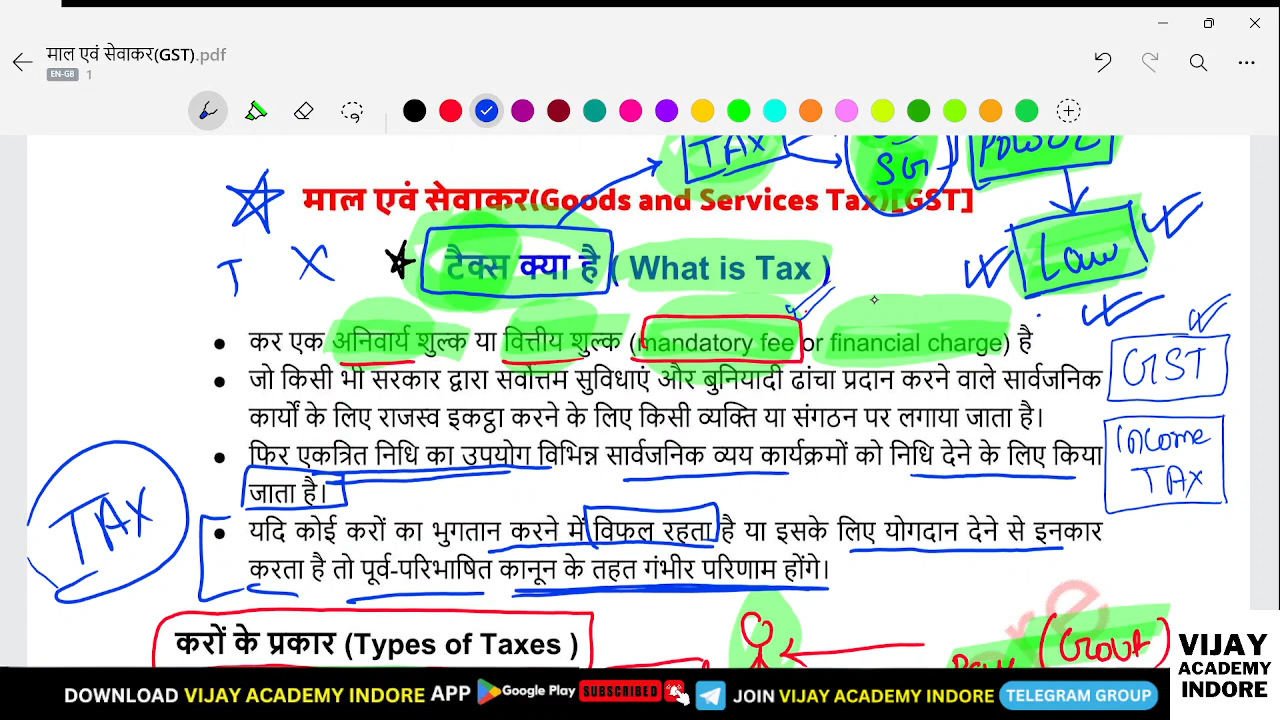 माल एवं सेवाकर(GST).pdf
EN-GB 1
TAX
SG
माल एवं सेवाकर(Goods and Services Tax)[GST]
Law
T X
टैक्स क्या है ( What is Tax )
कर एक अनिवार्य शुल्क या वित्तीय शुल्क (mandatory fee or financial charge) है
GST
जो किसी भी सरकार द्वारा सर्वोत्तम सुविधाएं और बुनियादी ढांचा प्रदान करने वाले सार्वजनिक
कार्यों के लिए राजस्व इकट्ठा करने के लिए किसी व्यक्ति या संगठन पर लगाया जाता है।
Income
TAX
फिर एकत्रित निधि का उपयोग विभिन्न सार्वजनिक व्यय कार्यक्रमों को निधि देने के लिए किया
जाता है।
TAX
यदि कोई करों का भुगतान करने में विफल रहता है या इसके लिए योगदान देने से इनकार
करता है तो पूर्व-परिभाषित कानून के तहत गंभीर परिणाम होंगे।
करों के प्रकार (Types of Taxes )
(Govt)
VIJAY
ACADEMY
INDORE
DOWNLOAD VIJAY ACADEMY INDORE APP Google Play SUBSCRIBED JOIN VIJAY ACADEMY INDORE TELEGRAM GROUP